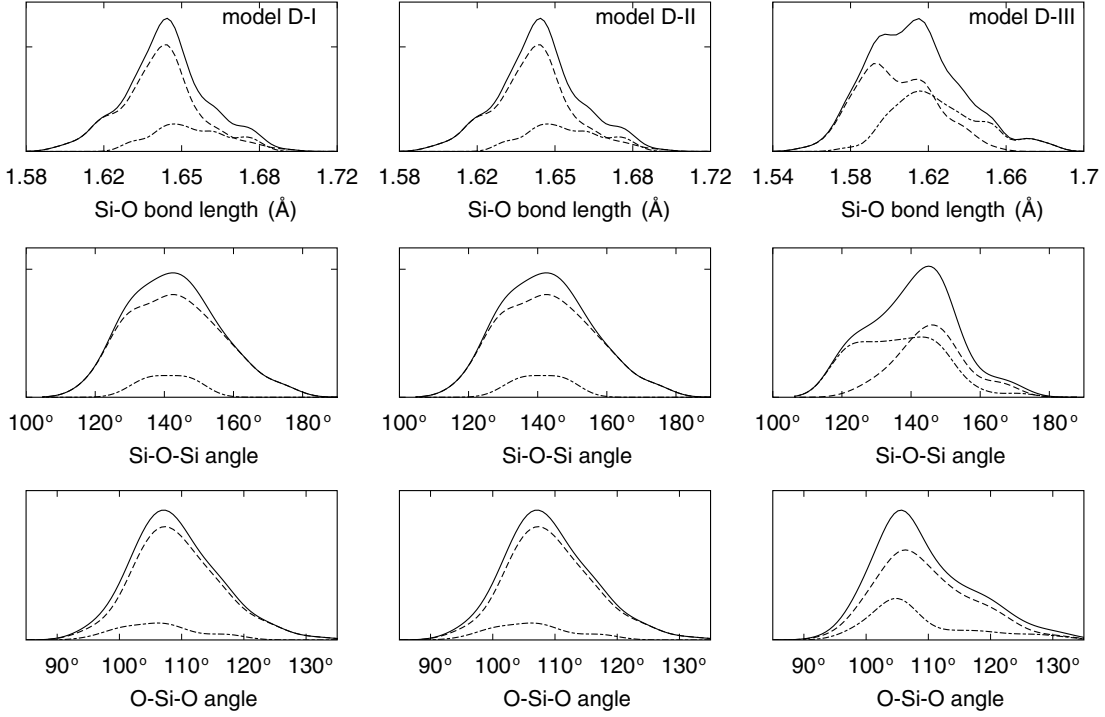 model D-I model D-II model D-III
1.58 1.62 1.65 1.68 1.72 1.58 1.62 1.65 1.68 1.72 1.54 1.58 1.62 1.66 1.7
Si-O bond length (Å) Si-O bond length (Å) Si-O bond length (Å)
100° 120° 140° 160° 180° 100° 120° 140° 160° 180° 100° 120° 140° 160° 180°
Si-O-Si angle Si-O-Si angle Si-O-Si angle
90° 100° 110° 120° 130° 90° 100° 110° 120° 130° 90° 100° 110° 120° 130°
O-Si-O angle O-Si-O angle O-Si-O angle